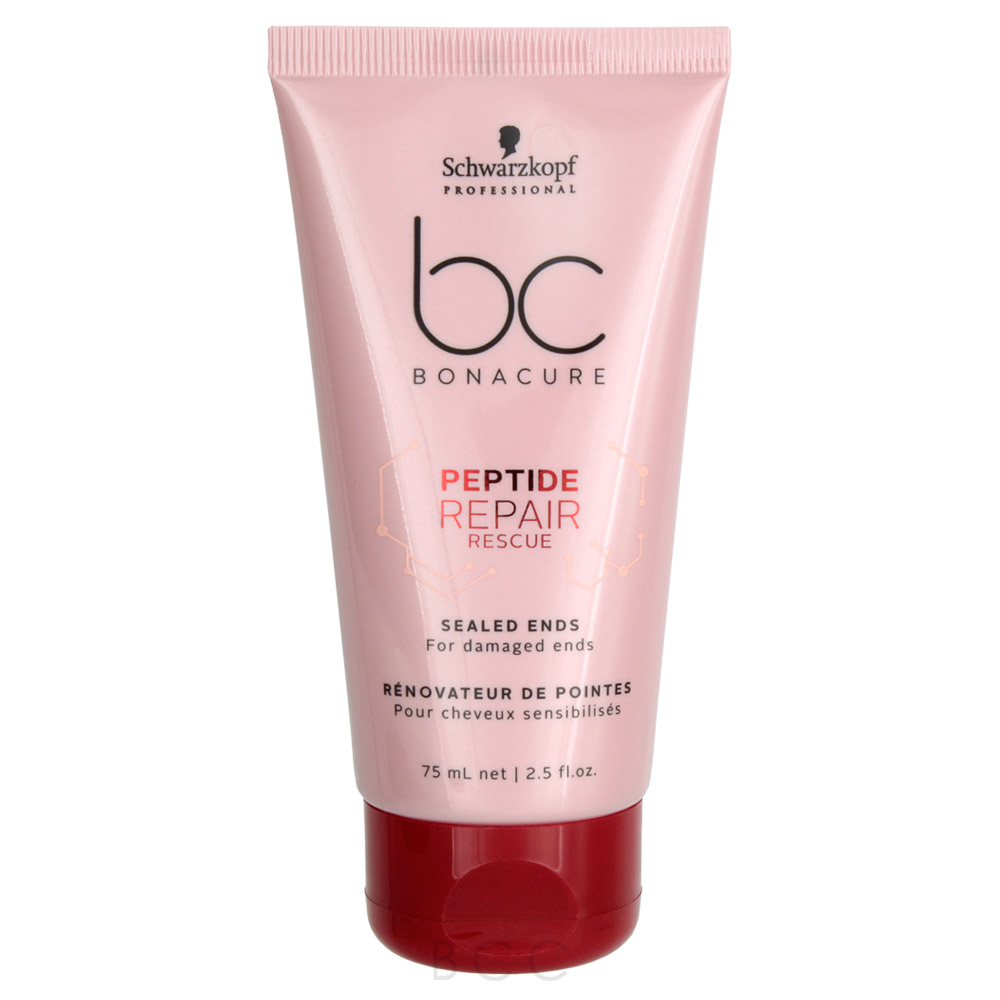 Schwarzkopf
PROFESSIONAL
bc
BONACURE
PEPTIDE
REPAIR
RESCUE
SEALED ENDS
For damaged ends
RÉNOVATEUR DE POINTES
Pour cheveux sensibilisés
75 mL net | 2.5 fl.oz.
BCC